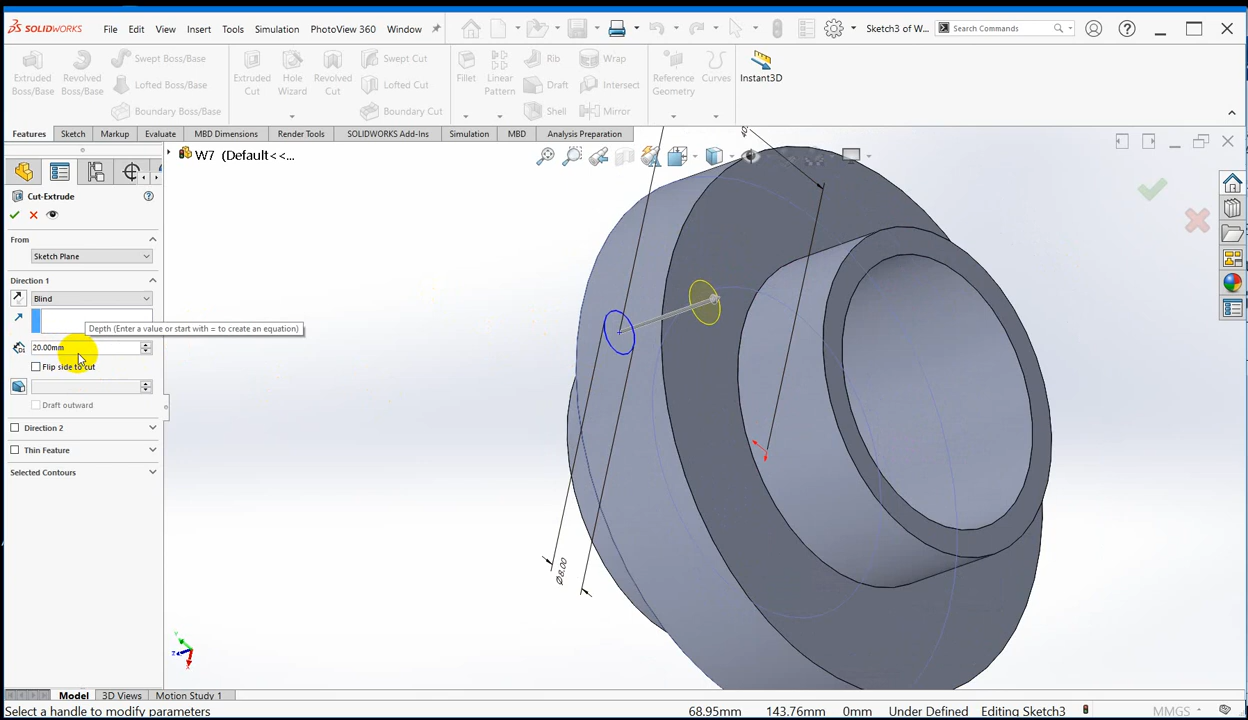 SOLIDWORKS
File Edit View Insert Tools Simulation PhotoView 360 Window
Sketch3 of W...
Search Commands
Extruded Boss/Base
Revolved Boss/Base
Swept Boss/Base
Lofted Boss/Base
Boundary Boss/Base
Extruded Cut
Hole Wizard
Revolved Cut
Swept Cut
Lofted Cut
Boundary Cut
Fillet
Linear Pattern
Rib
Draft
Shell
Wrap
Intersect
Mirror
Reference Geometry
Curves
Instant3D
Features Sketch Markup Evaluate MBD Dimensions Render Tools SOLIDWORKS Add-Ins Simulation MBD Analysis Preparation
W7 (Default<<...
Cut-Extrude
From
Sketch Plane
Direction 1
Blind
Depth (Enter a value or start with = to create an equation)
20.00mm
Flip side to cut
Draft outward
Direction 2
Thin Feature
Selected Contours
Ø8.00
Model 3D Views Motion Study 1
Select a handle to modify parameters
68.95mm 143.76mm 0mm Under Defined Editing Sketch3 MMGS